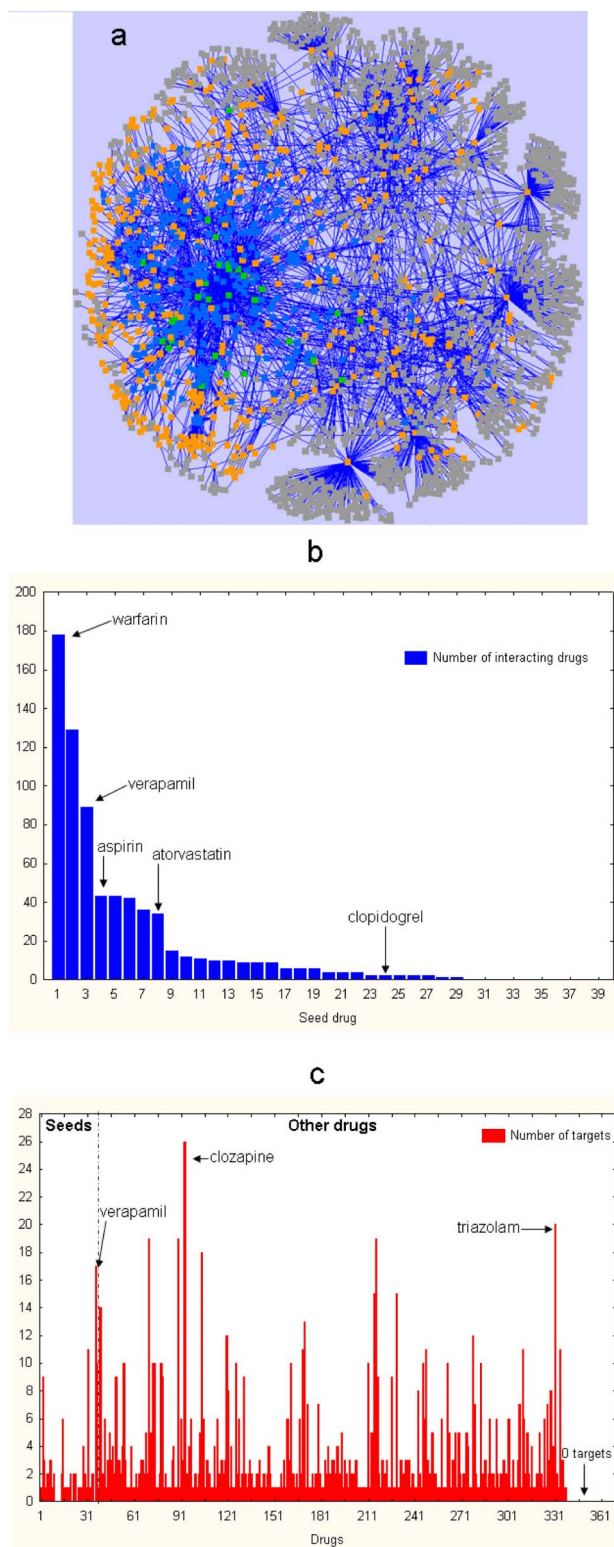 a
b
200
180
160
140
120
100
80
60
40
20
0
warfarin
Number of interacting drugs
verapamil
aspirin
atorvastatin
clopidogrel
1 3 5 7 9 11 13 15 17 19 21 23 25 27 29 31 33 35 37 39
Seed drug
c
28
26
24
22
20
18
16
14
12
10
8
6
4
2
0
Seeds
Other drugs
Number of targets
clozapine
verapamil
triazolam
0 targets
1 31 61 91 121 151 181 211 241 271 301 331 361
Drugs